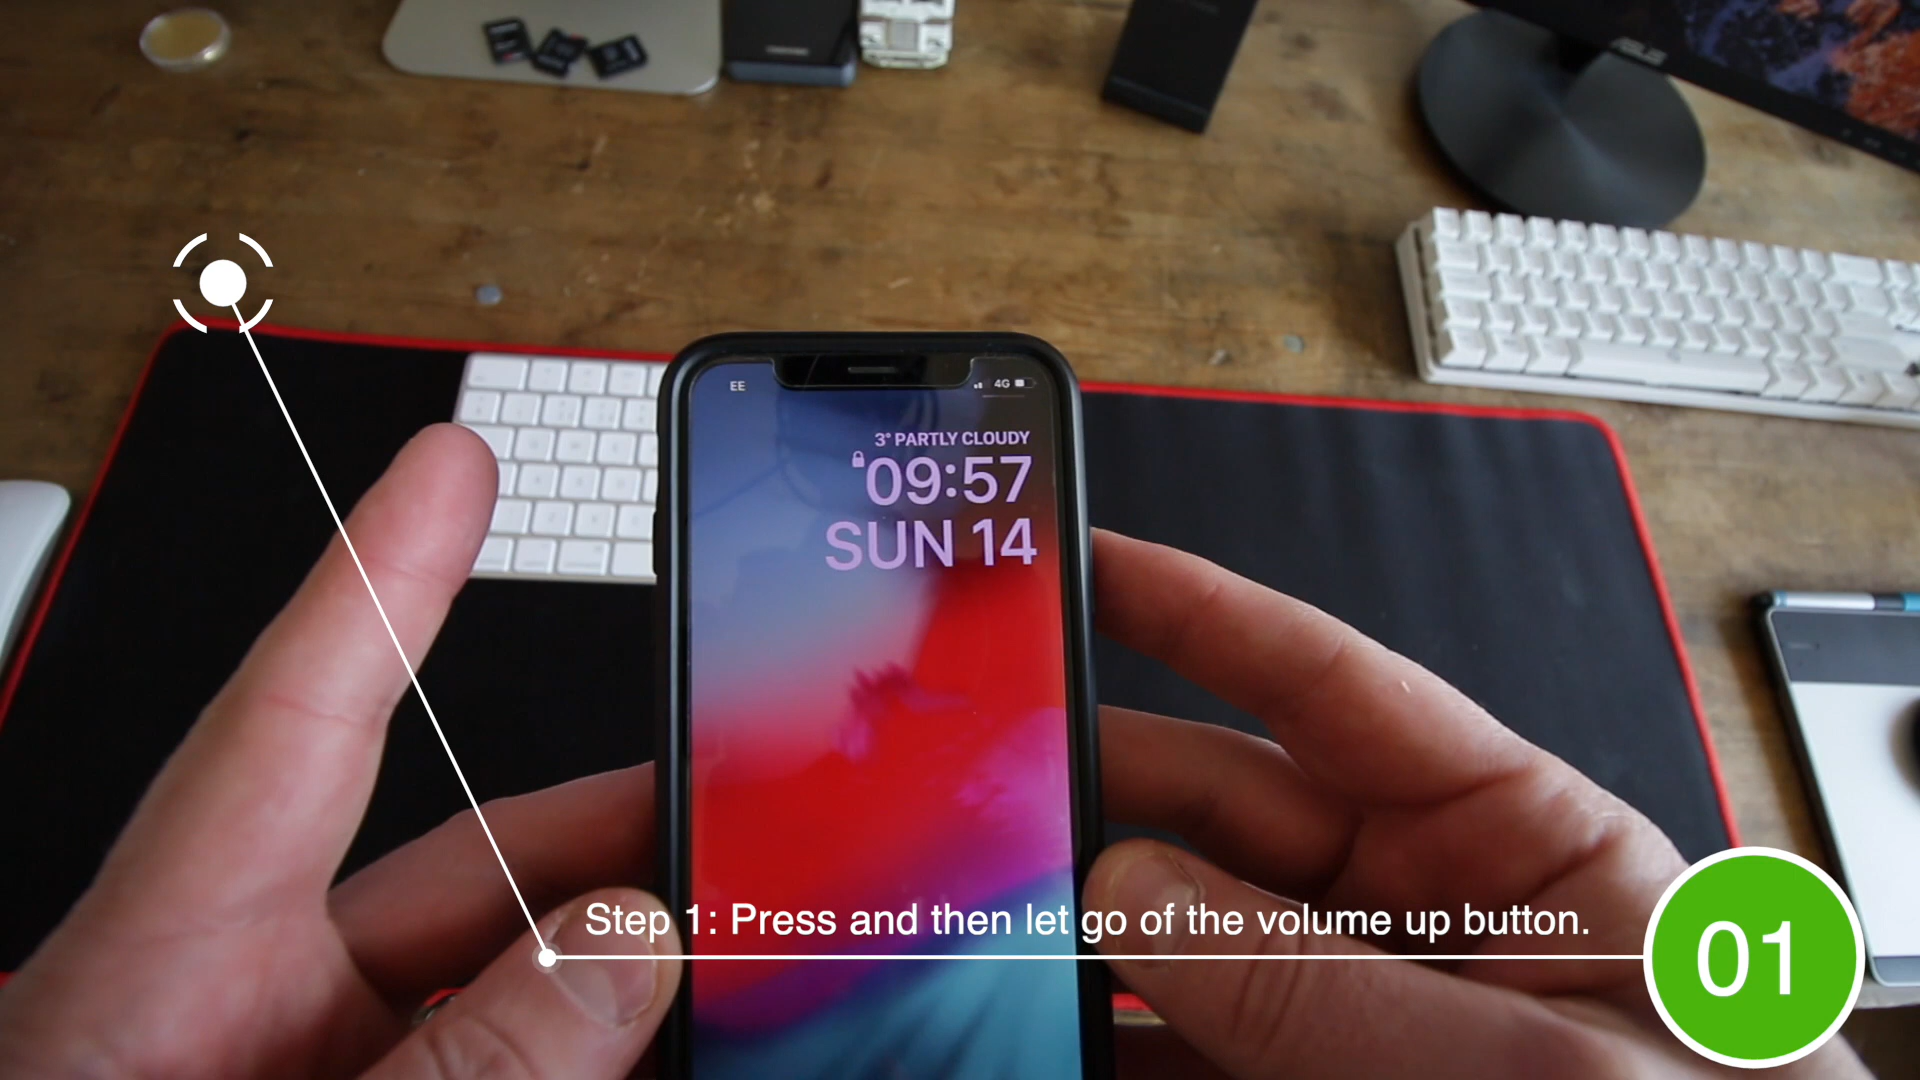 ASUS
EE
4G
3° PARTLY CLOUDY
09:57
SUN 14
Step 1: Press and then let go of the volume up button.
01